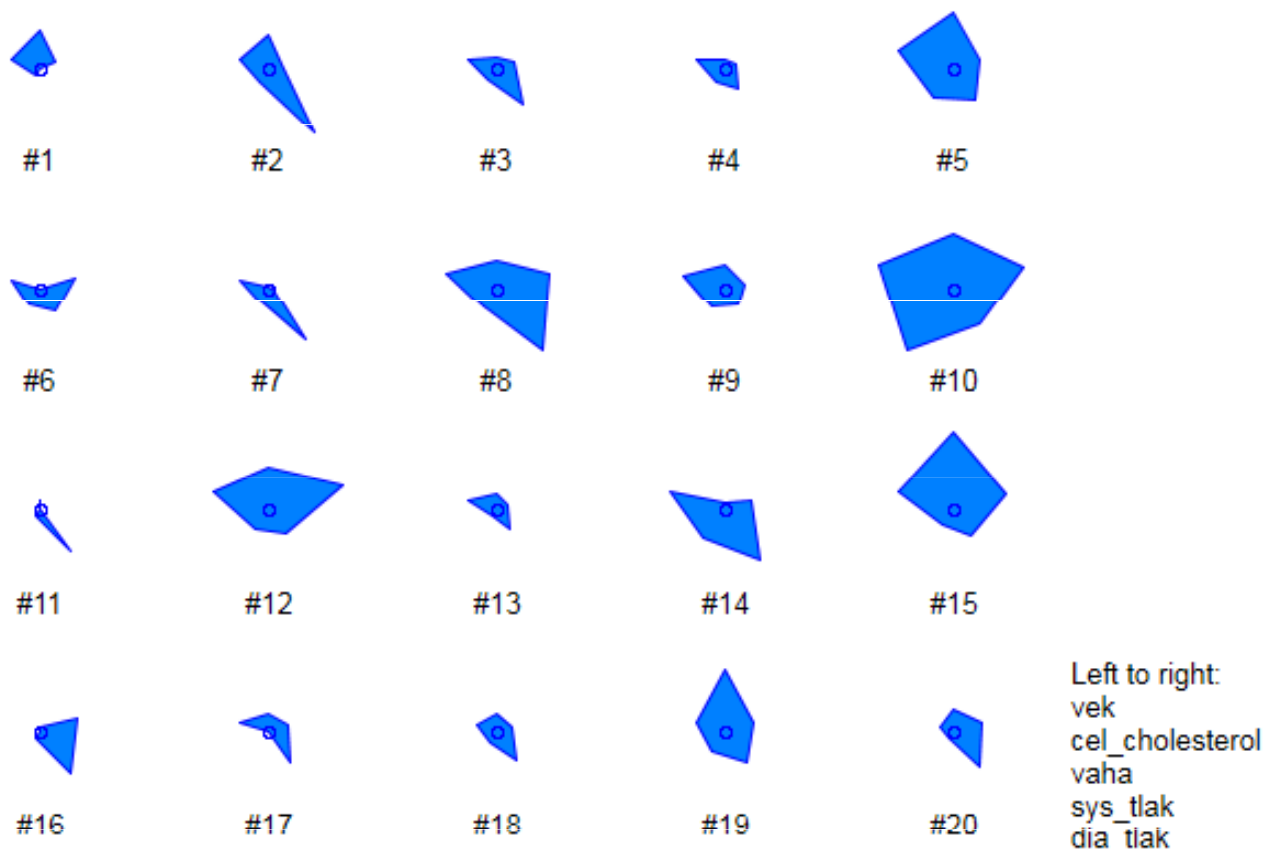 #1 #2 #3 #4 #5
#6 #7 #8 #9 #10
#11 #12 #13 #14 #15
#16 #17 #18 #19 #20
Left to right:
vek
cel_cholesterol
vaha
sys_tlak
dia_tlak